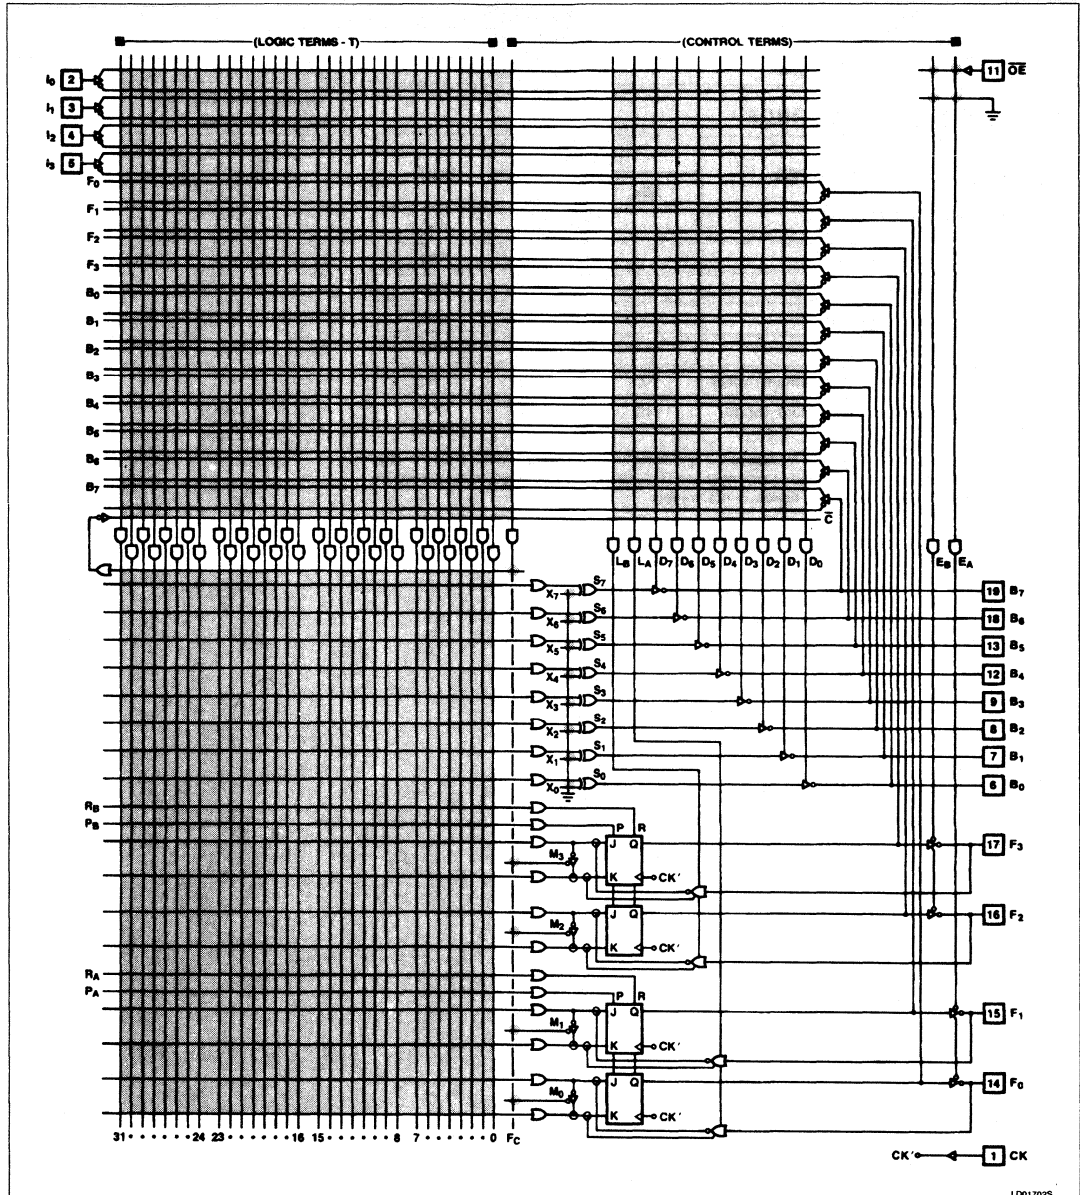 (LOGIC TERMS - T) (CONTROL TERMS)
I0 2 11 OE
I1 3
I2 4
I3 5
F0
F1
F2
F3
B0
B1
B2
B3
B4
B5
B6
B7
C
LB LA D7 D6 D5 D4 D3 D2 D1 D0 EB EA
X7 S7 19 B7
X6 S6 18 B6
X5 S5 13 B5
X4 S4 12 B4
X3 S3 9 B3
X2 S2 8 B2
X1 S1 7 B1
X0 S0 6 B0
RB
PB P R
J Q 17 F3
M3
K CK'
J Q 16 F2
M2
K CK'
RA
PA P R
J Q 15 F1
M1
K CK'
J Q 14 F0
M0
K CK'
31 • • • • • • 24 23 • • • • • • 16 15 • • • • • • 8 7 • • • • • • 0 FC
CK' 1 CK
LD01702S